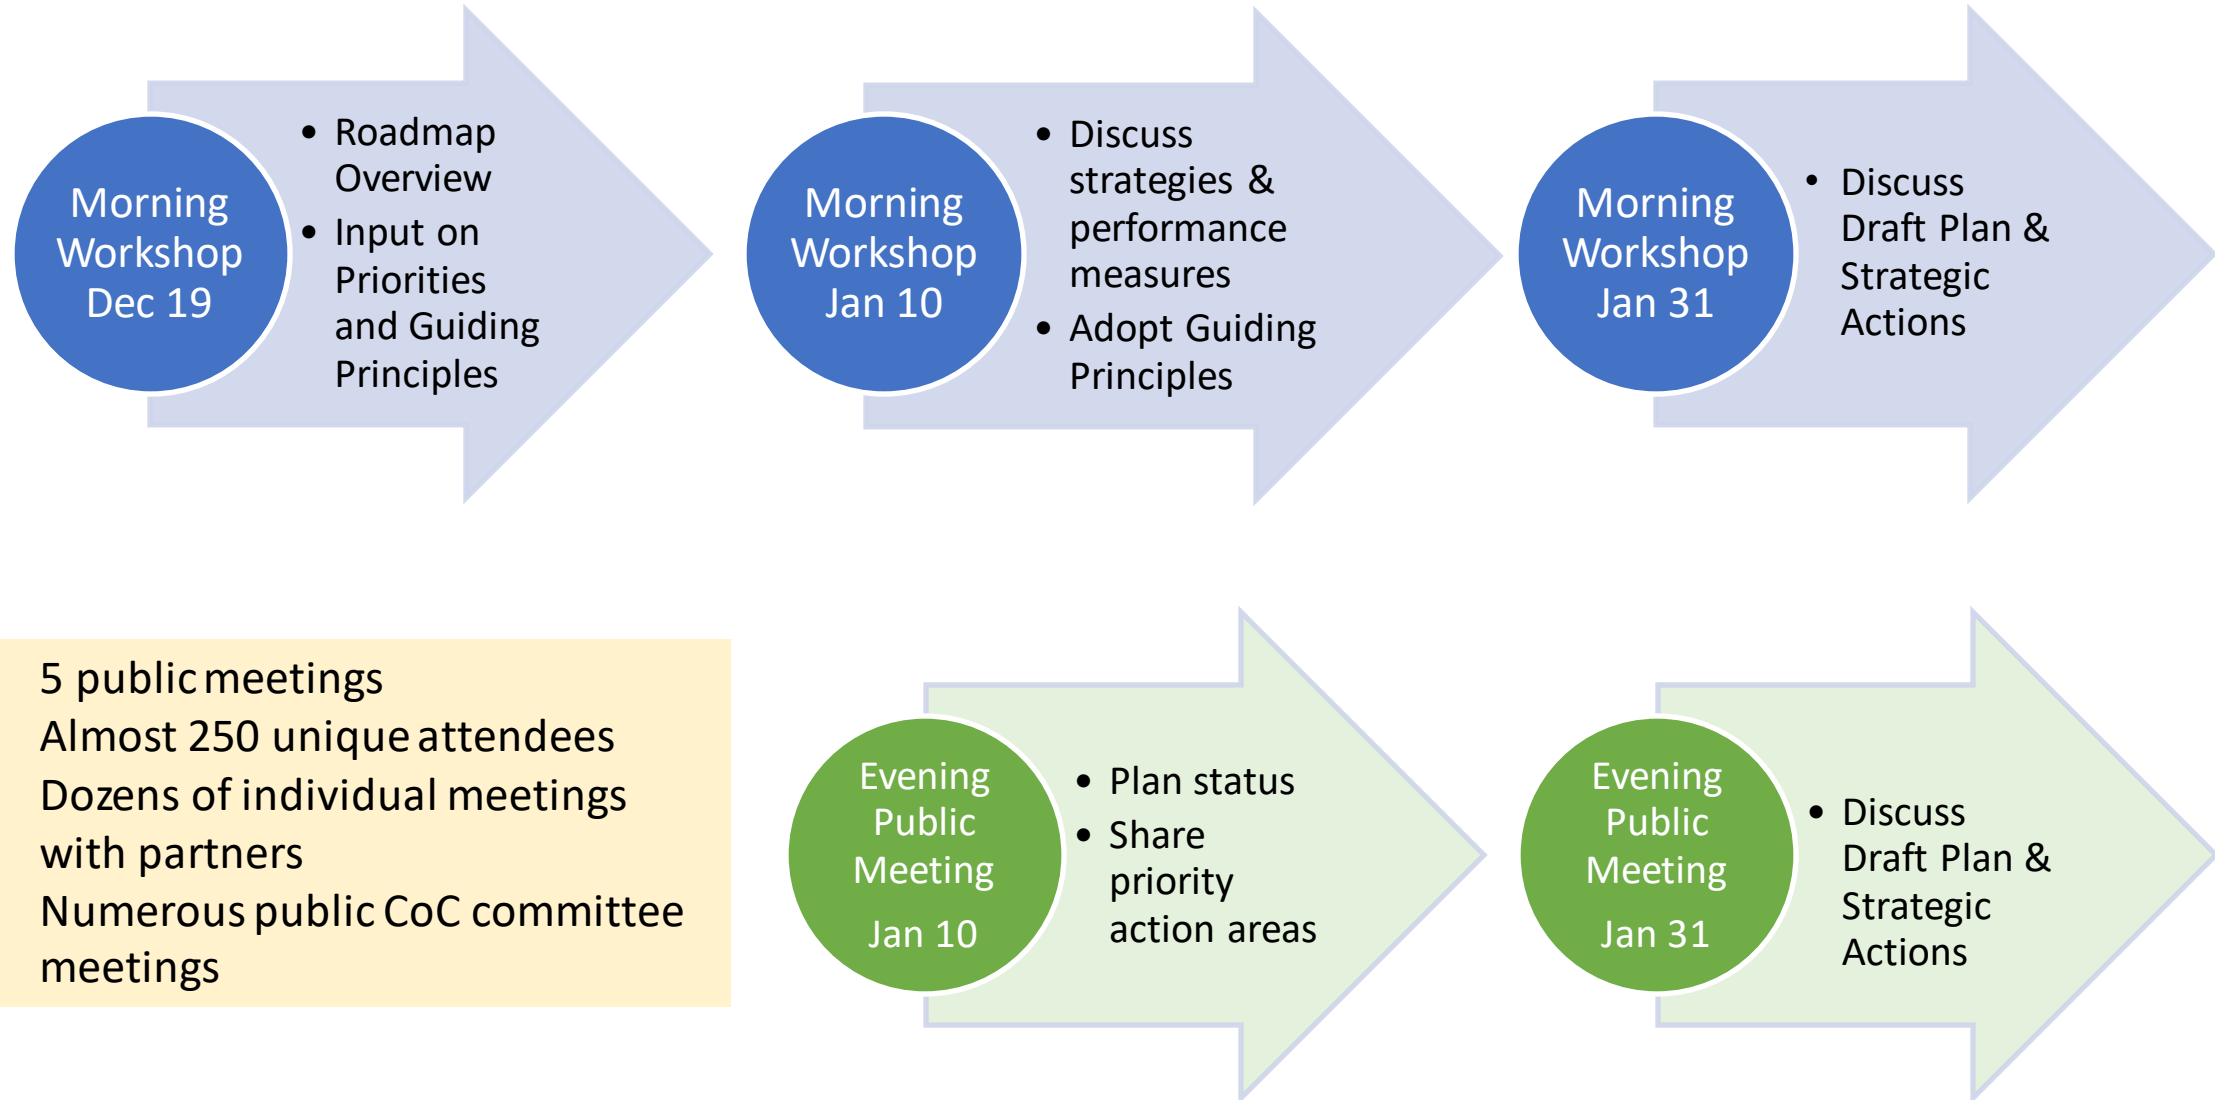 Morning
Workshop
Dec 19
• Roadmap
Overview
• Input on
Priorities
and Guiding
Principles
Morning
Workshop
Jan 10
• Discuss
strategies &
performance
measures
• Adopt Guiding
Principles
Morning
Workshop
Jan 31
• Discuss
Draft Plan &
Strategic
Actions
5 public meetings
Almost 250 unique attendees
Dozens of individual meetings
with partners
Numerous public CoC committee
meetings
Evening
Public
Meeting
Jan 10
• Plan status
• Share
priority
action areas
Evening
Public
Meeting
Jan 31
• Discuss
Draft Plan &
Strategic
Actions